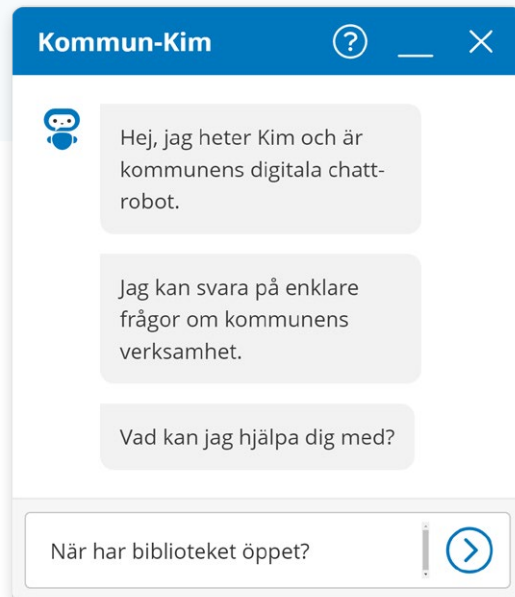 Kommun-Kim
Hej, jag heter Kim och är
kommunens digitala chatt-
robot.
Jag kan svara på enklare
frågor om kommunens
verksamhet.
Vad kan jag hjälpa dig med?
När har biblioteket öppet?